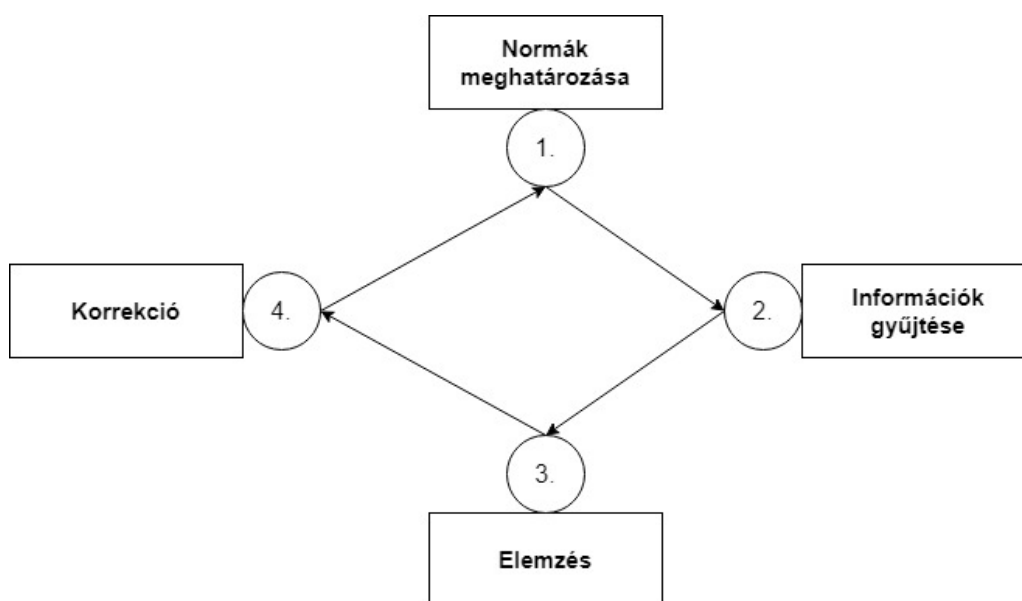 Normák
meghatározása
1.
Korrekció
4.
2.
Információk
gyűjtése
3.
Elemzés